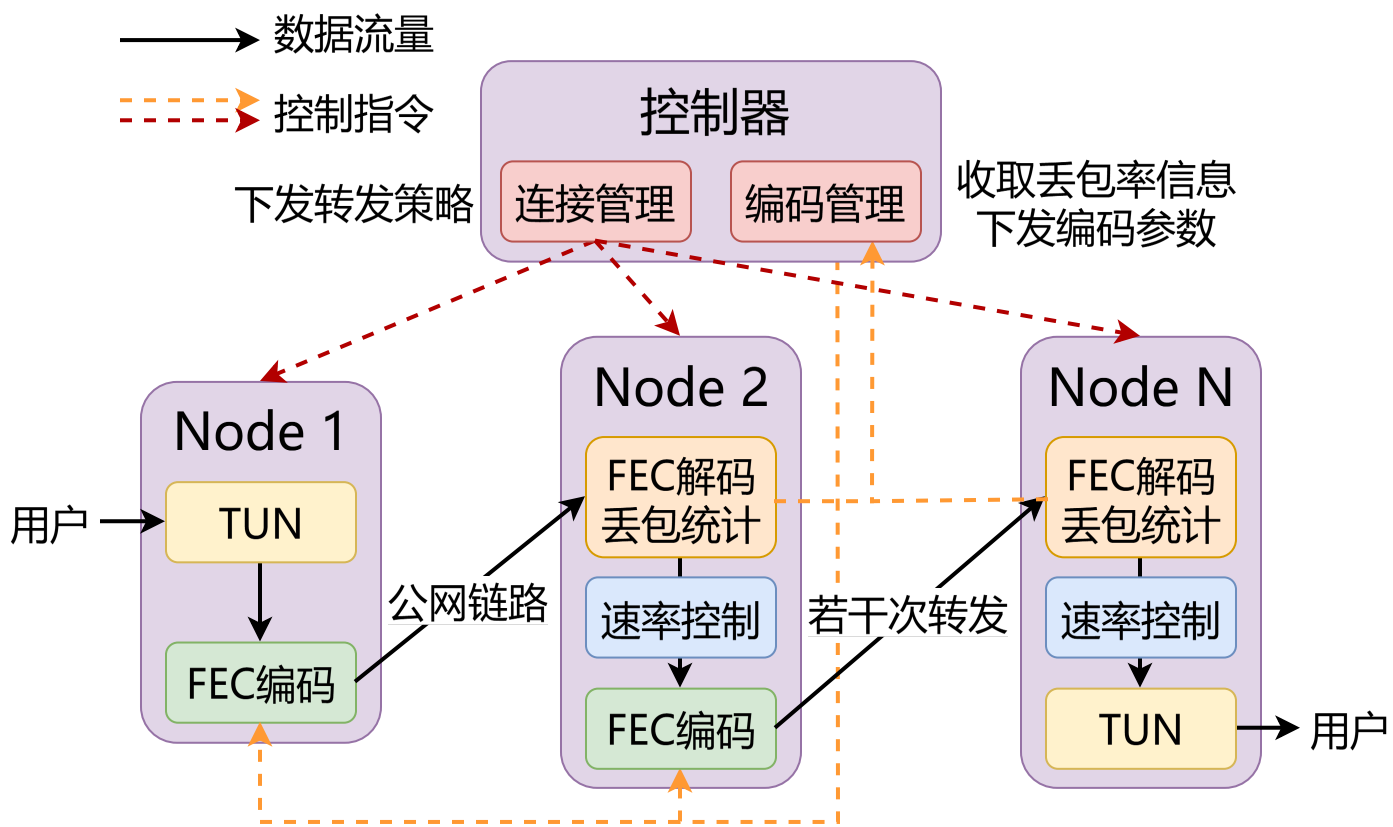 数据流量
控制指令
控制器
下发转发策略
连接管理
编码管理
收取丢包率信息
下发编码参数
Node 1
TUN
FEC编码
用户
公网链路
Node 2
FEC解码
丢包统计
速率控制
FEC编码
若干次转发
Node N
FEC解码
丢包统计
速率控制
TUN
用户